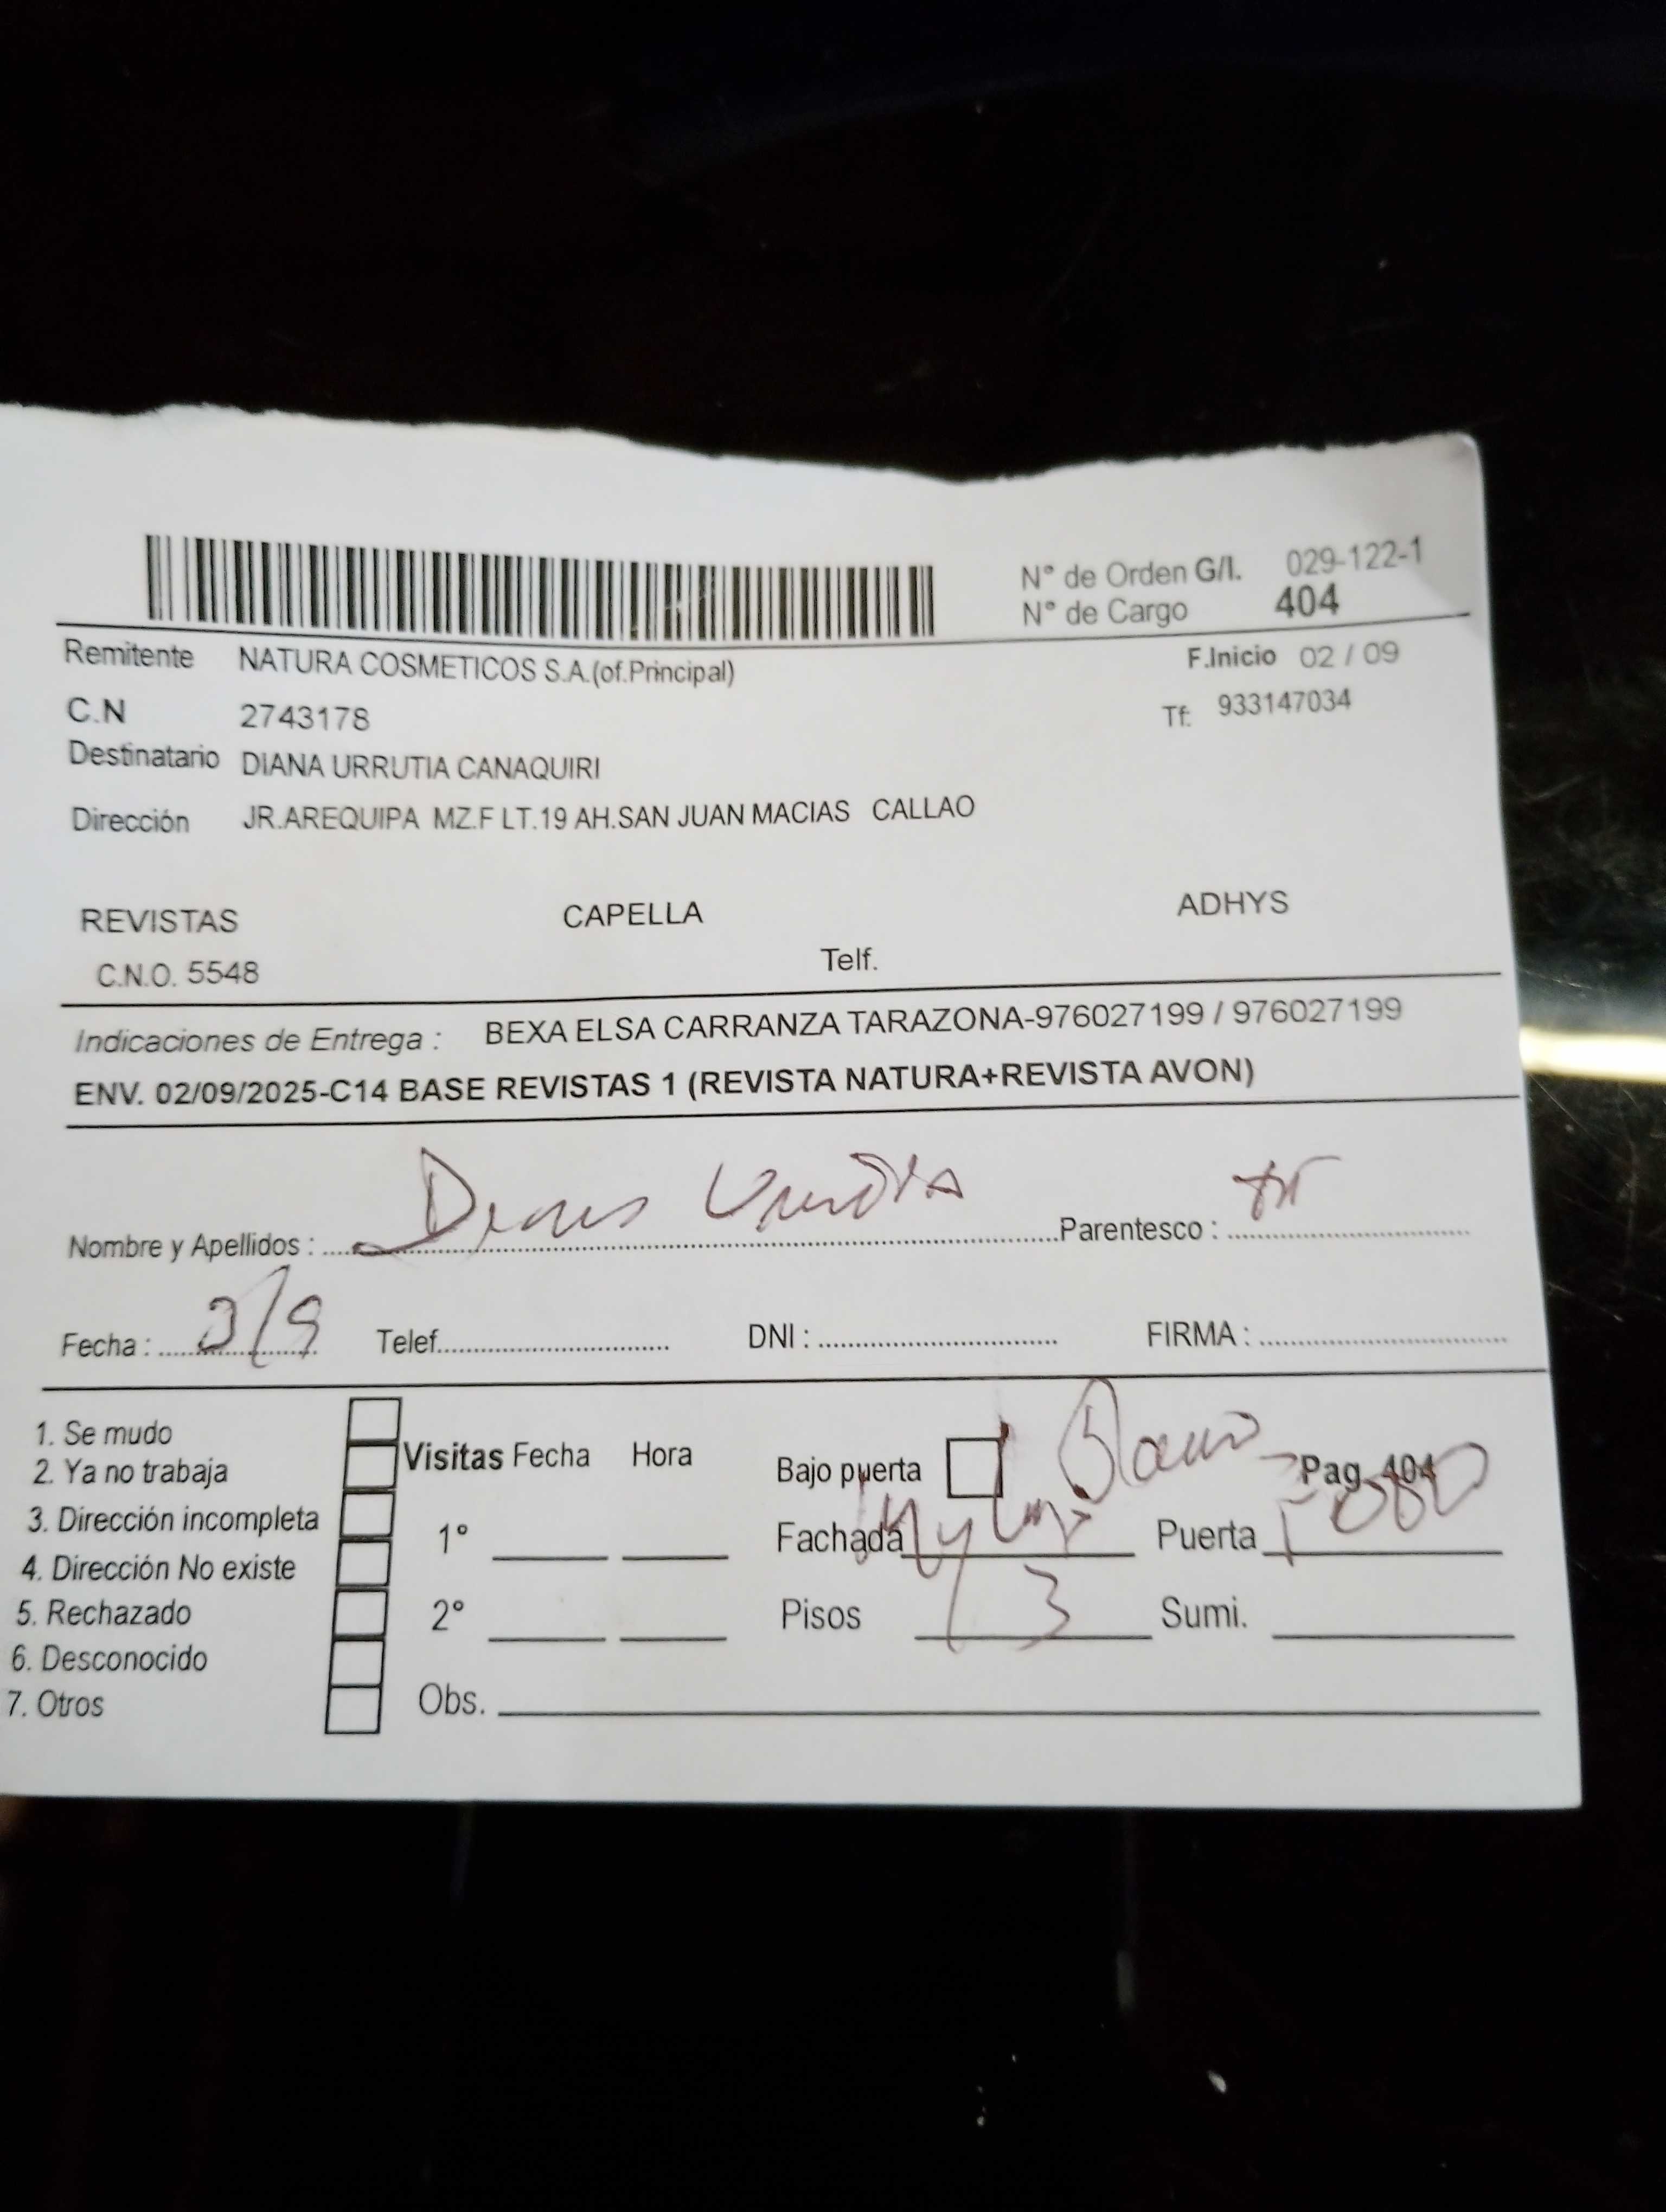 N° de Orden G/I. 029-122-1
N° de Cargo 404
Remitente NATURA COSMETICOS S.A.(of.Principal) F.Inicio 02 / 09
C.N 2743178 Tf: 933147034
Destinatario DIANA URRUTIA CANAQUIRI
Dirección JR.AREQUIPA MZ.F LT.19 AH.SAN JUAN MACIAS CALLAO
REVISTAS CAPELLA ADHYS
C.N.O. 5548 Telf.
Indicaciones de Entrega : BEXA ELSA CARRANZA TARAZONA-976027199 / 976027199
ENV. 02/09/2025-C14 BASE REVISTAS 1 (REVISTA NATURA+REVISTA AVON)
Nombre y Apellidos : Parentesco :
Fecha : 3/9 Telef. DNI : FIRMA :
1. Se mudo
2. Ya no trabaja
3. Dirección incompleta
4. Dirección No existe
5. Rechazado
6. Desconocido
7. Otros
Visitas Fecha Hora
1°
2°
Obs.
Bajo puerta Pag. 404
Fachada Puerta
Pisos 3 Sumi.